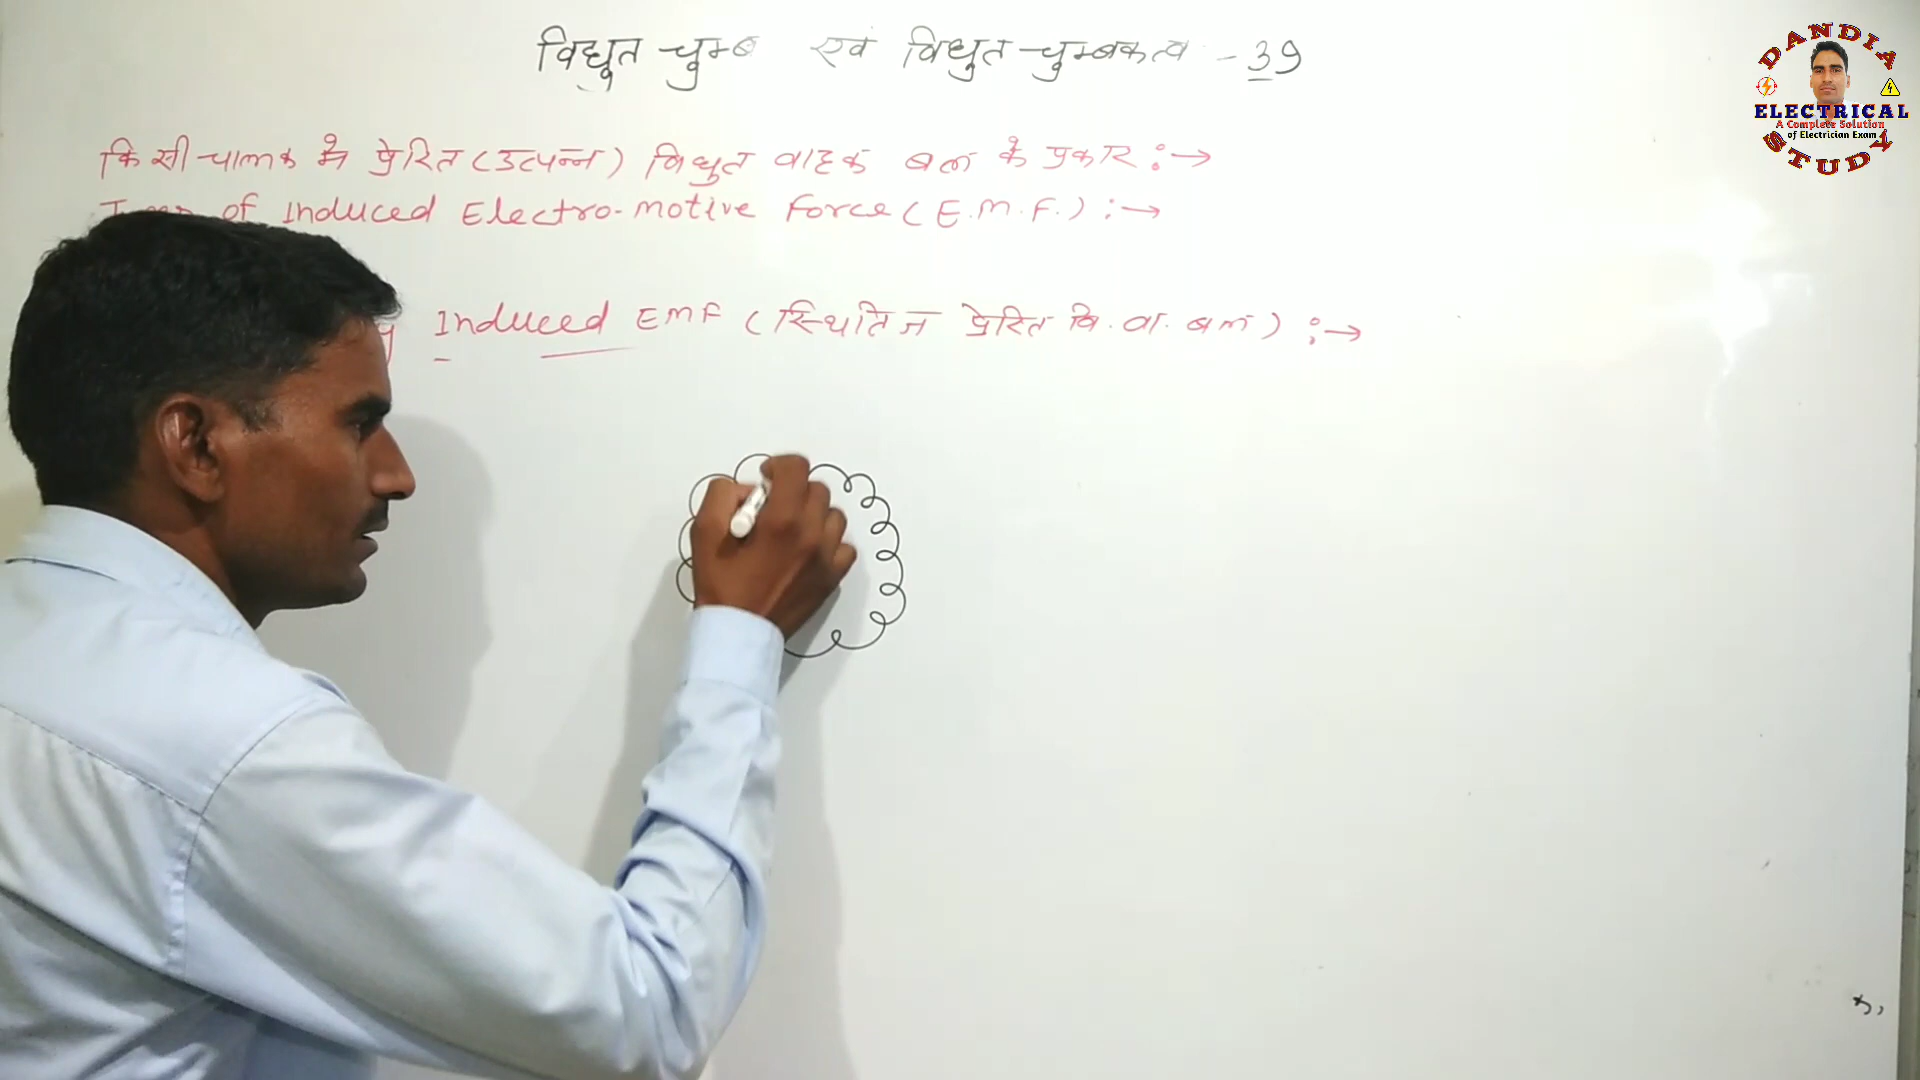 विद्युत चुम्ब एवं विधुत-चुम्बकत्व - 39
किसी चालक में प्रेरित (उत्पन्न) विधुत वाहक बल के प्रकार :→
of Induced Electro-motive Force (E.M.F.) :→
Induced EMF (स्थितिज प्रेरित वि. वा. बल) :→
DANDIA
ELECTRICAL
A Complete Solution
of Electrician Exam
STUDY